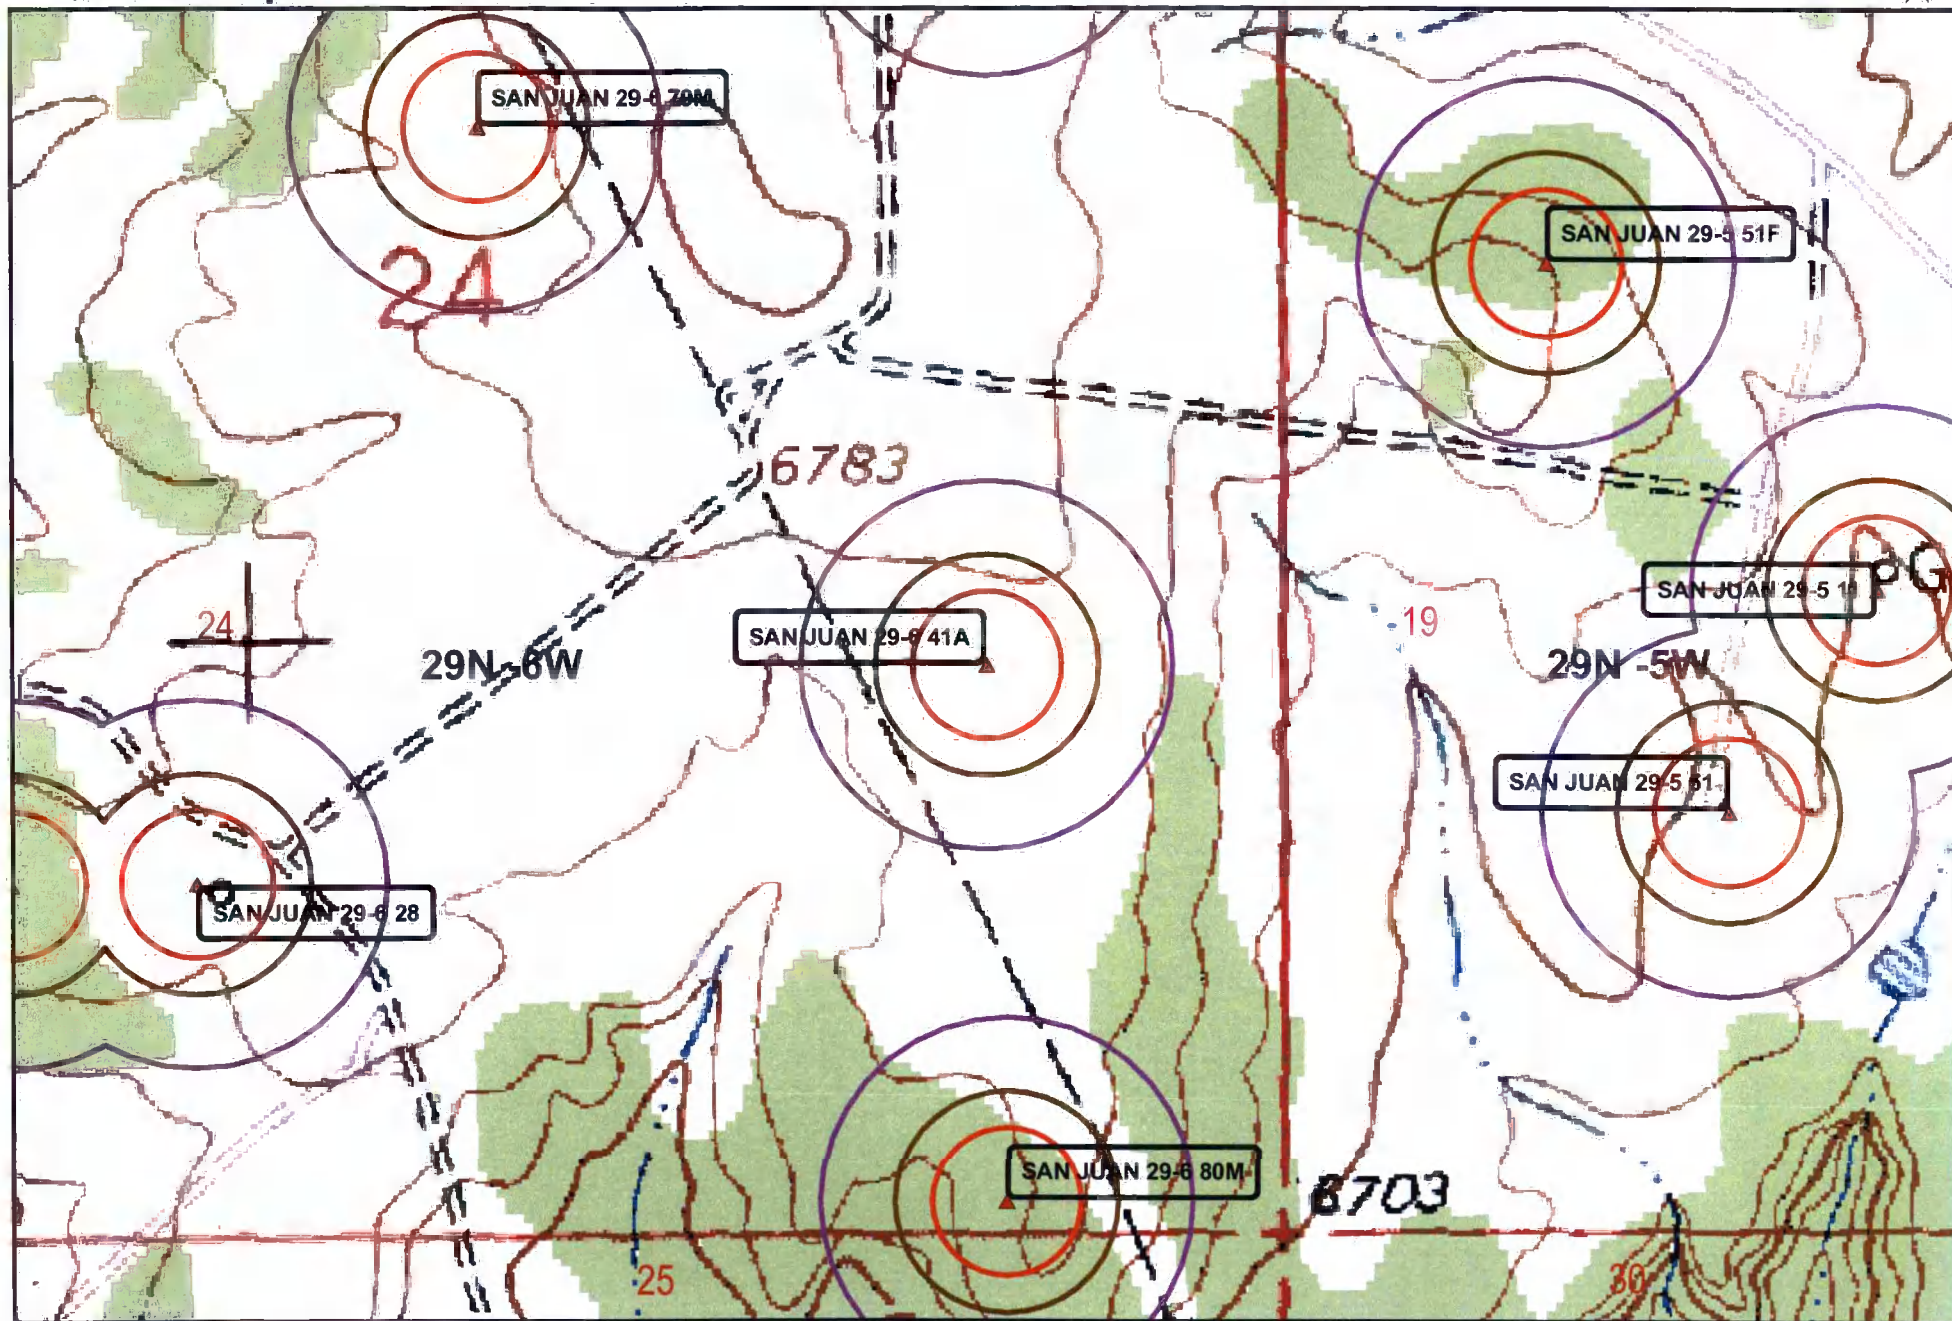 SAN JUAN 29-6 79M
SAN JUAN 29-5 51F
24
6783
SAN JUAN 29-5 11
24
SAN JUAN 29-6 41A
19
29N -6W
29N -5W
SAN JUAN 29-5 51
SAN JUAN 29-6 28
SAN JUAN 29-6 80M
6703
25
30